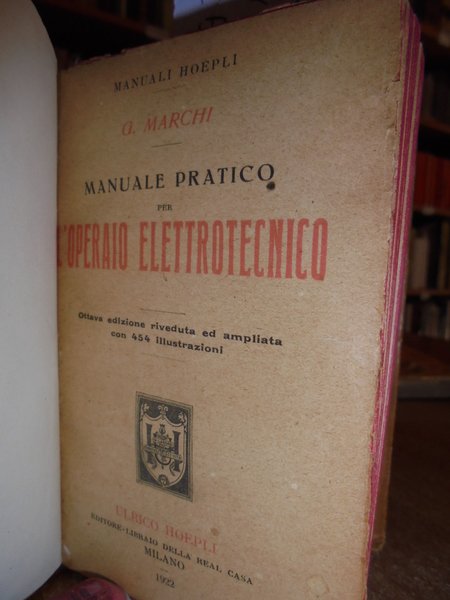 MANUALI HOEPLI
G. MARCHI
MANUALE PRATICO
PER
L'OPERAIO ELETTROTECNICO
Ottava edizione riveduta ed ampliata
con 454 illustrazioni
ULRICO HOEPLI
EDITORE-LIBRAIO DELLA REAL CASA
MILANO
1922